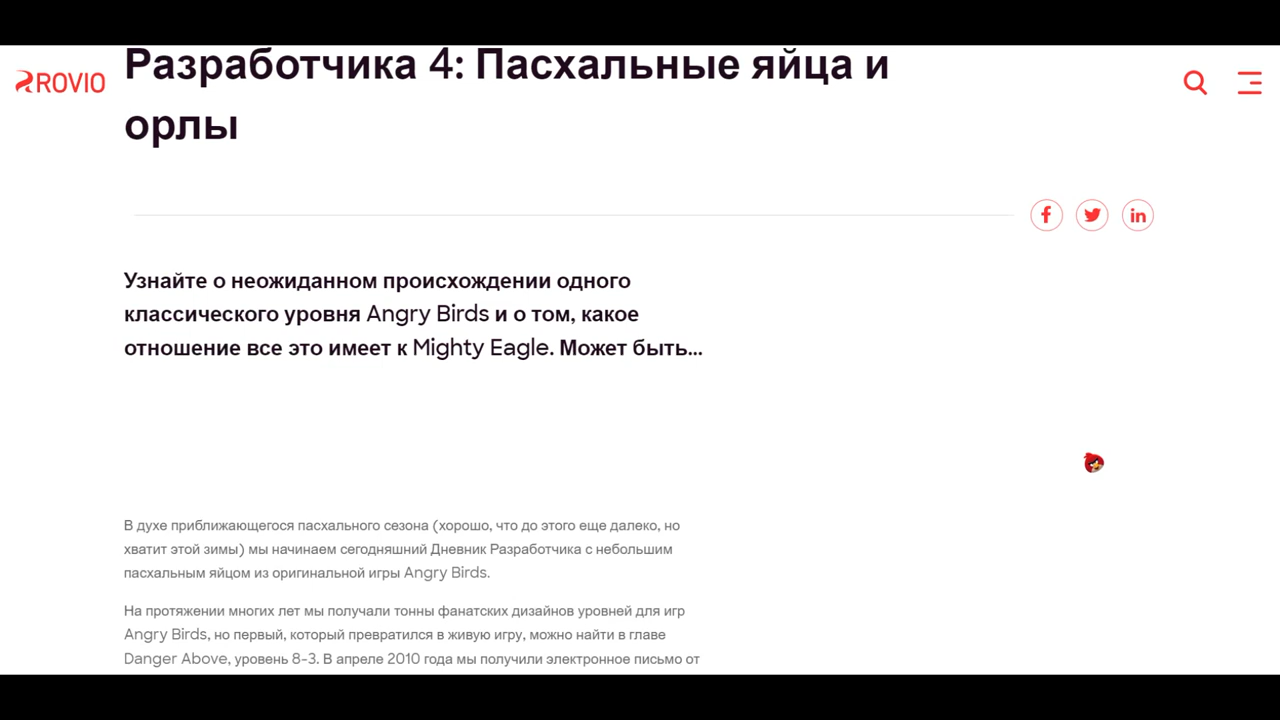 Разработчика 4: Пасхальные яйца и
ROVIO
орлы
Узнайте о неожиданном происхождении одного
классического уровня Angry Birds и о том, какое
отношение все это имеет к Mighty Eagle. Может быть...
В духе приближающегося пасхального сезона (хорошо, что до этого еще далеко, но
хватит этой зимы) мы начинаем сегодняшний Дневник Разработчика с небольшим
пасхальным яйцом из оригинальной игры Angry Birds.
На протяжении многих лет мы получали тонны фанатских дизайнов уровней для игр
Angry Birds, но первый, который превратился в живую игру, можно найти в главе
Danger Above, уровень 8-3. В апреле 2010 года мы получили электронное письмо от